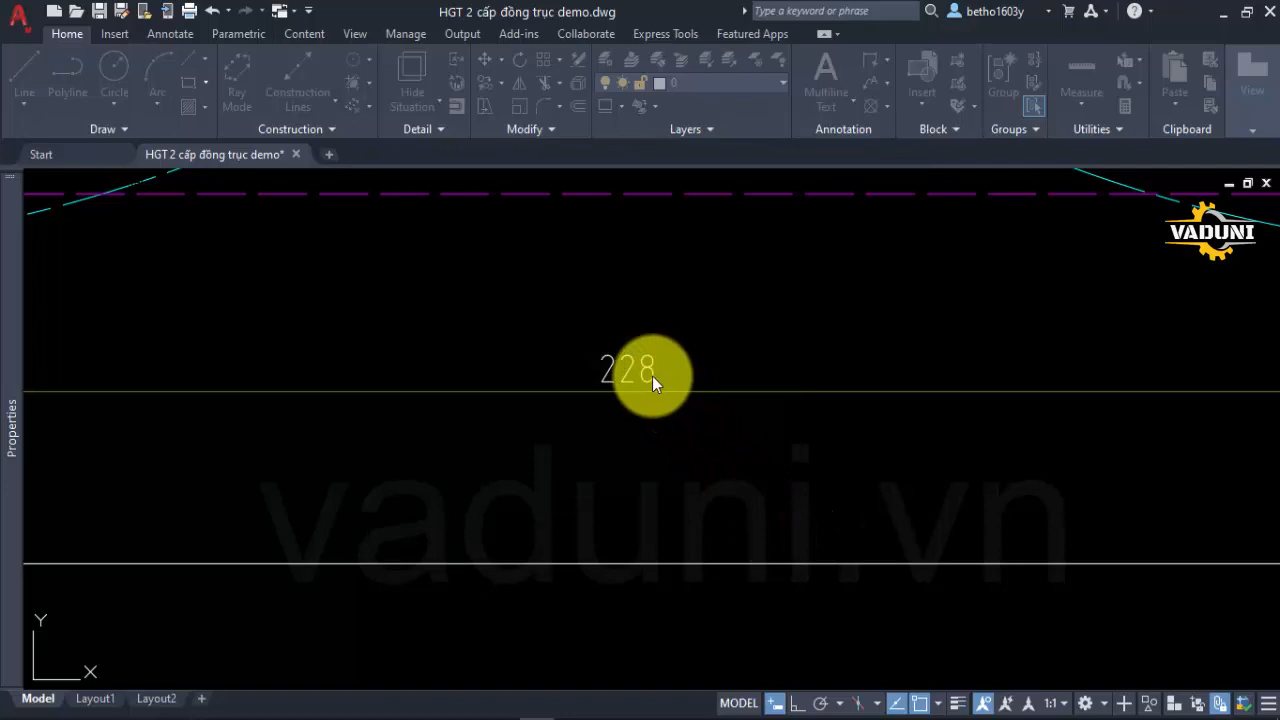 HGT 2 cấp đồng trục demo.dwg
Type a keyword or phrase
betho1603y
Home Insert Annotate Parametric Content View Manage Output Add-ins Collaborate Express Tools Featured Apps
Line Polyline Circle Arc Ray Mode Construction Lines Hide Situation Multiline Text Insert Group Measure Paste View
0
Draw Construction Detail Modify Layers Annotation Block Groups Utilities Clipboard
Start HGT 2 cấp đồng trục demo*
VADUNI
228
Properties
vaduni.vn
Y
X
Model Layout1 Layout2 MODEL 1:1